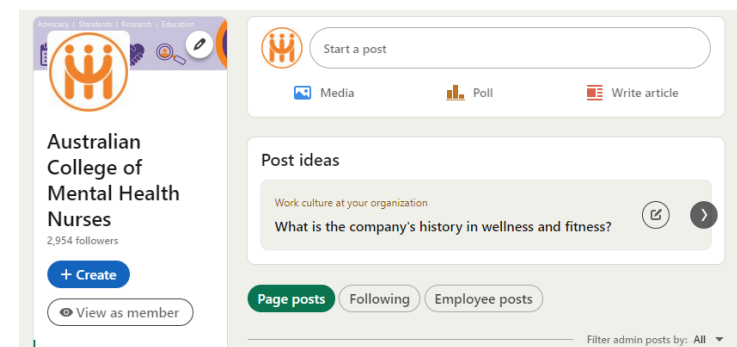 Advocacy | Standards | Research | Education
Australian
College of
Mental Health
Nurses
2,954 followers
+ Create
View as member
Start a post
Media
Poll
Write article
Post ideas
Work culture at your organization
What is the company's history in wellness and fitness?
Page posts
Following
Employee posts
Filter admin posts by: All